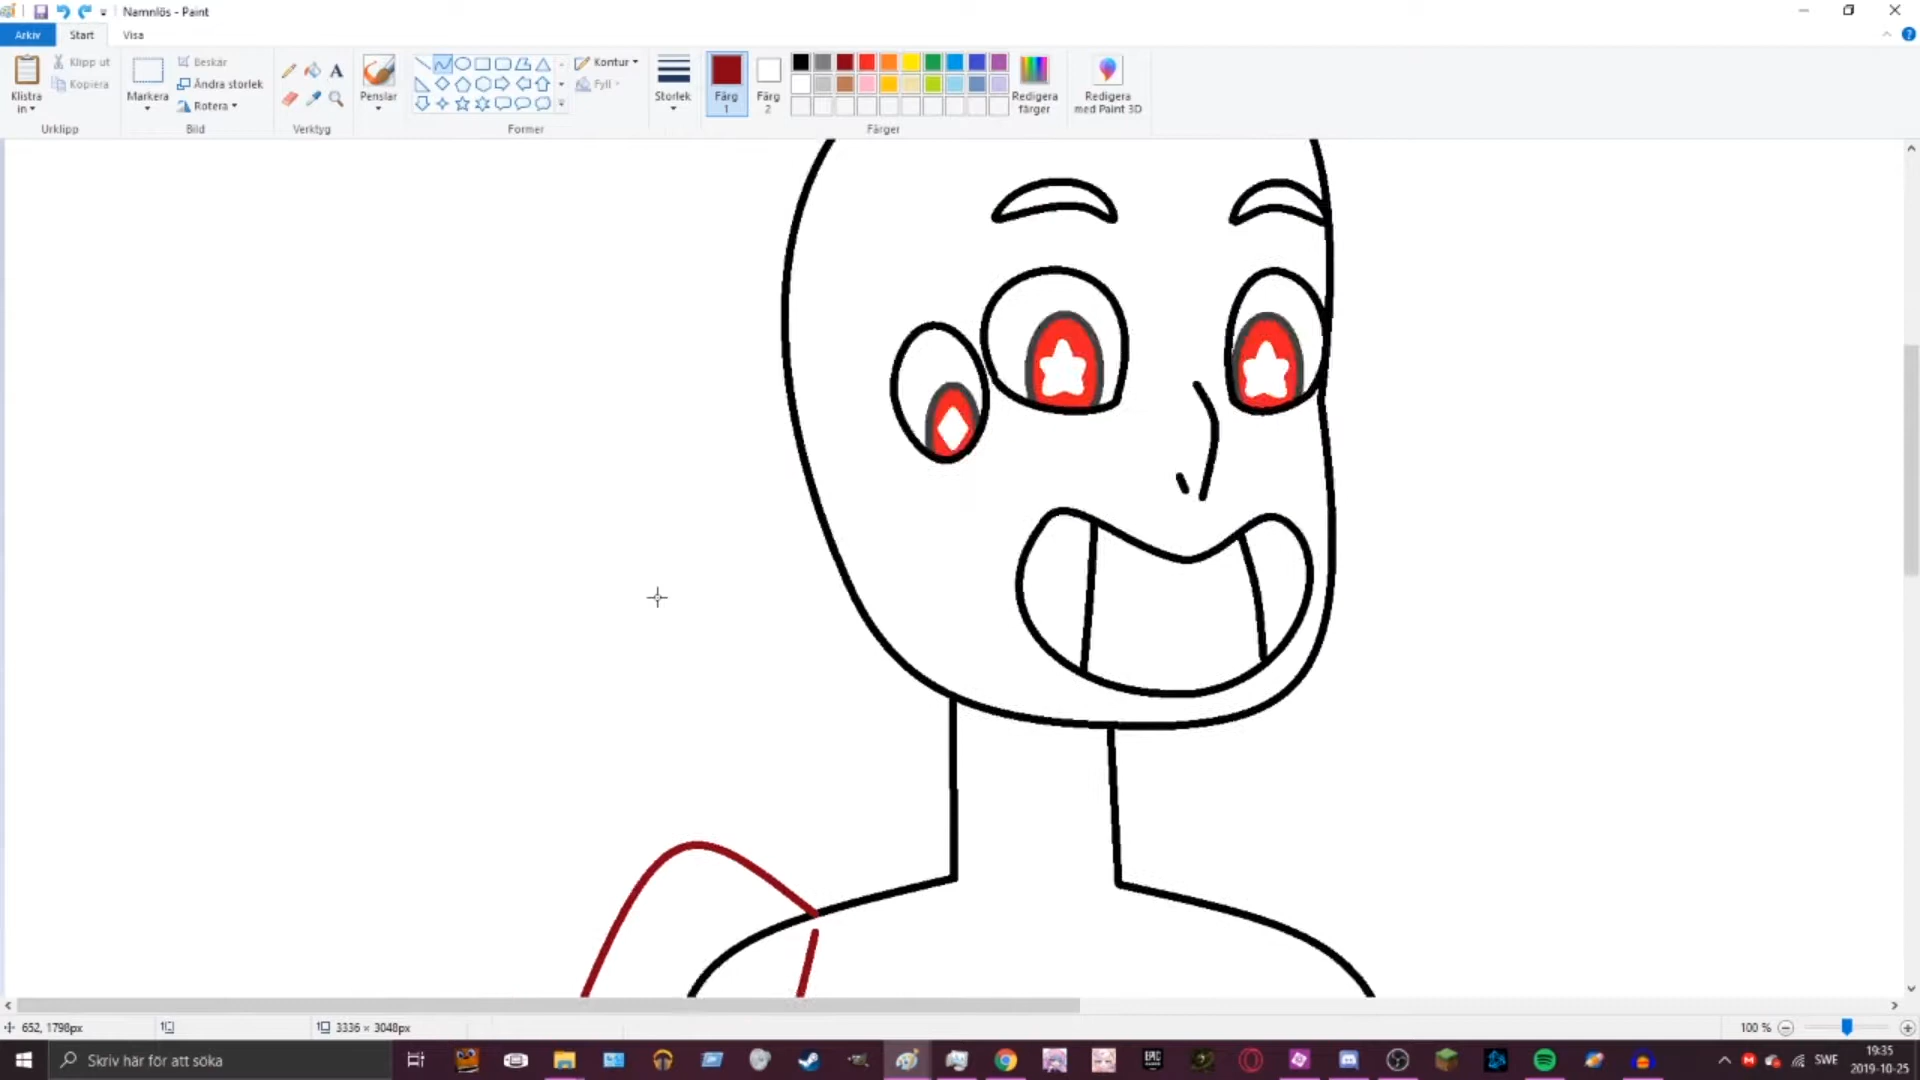 Namnlös - Paint
Arkiv Start Visa
Klistra in
Klipp ut
Kopiera
Urklipp
Markera
Beskär
Ändra storlek
Rotera
Bild
A
Verktyg
Penslar
Kontur
Fyll
Former
Storlek
Färg 1
Färg 2
Redigera färger
Färger
Redigera med Paint 3D
652, 1798px
3336 × 3048px
100 %
Skriv här för att söka
EPIC
SWE
19:35
2019-10-25